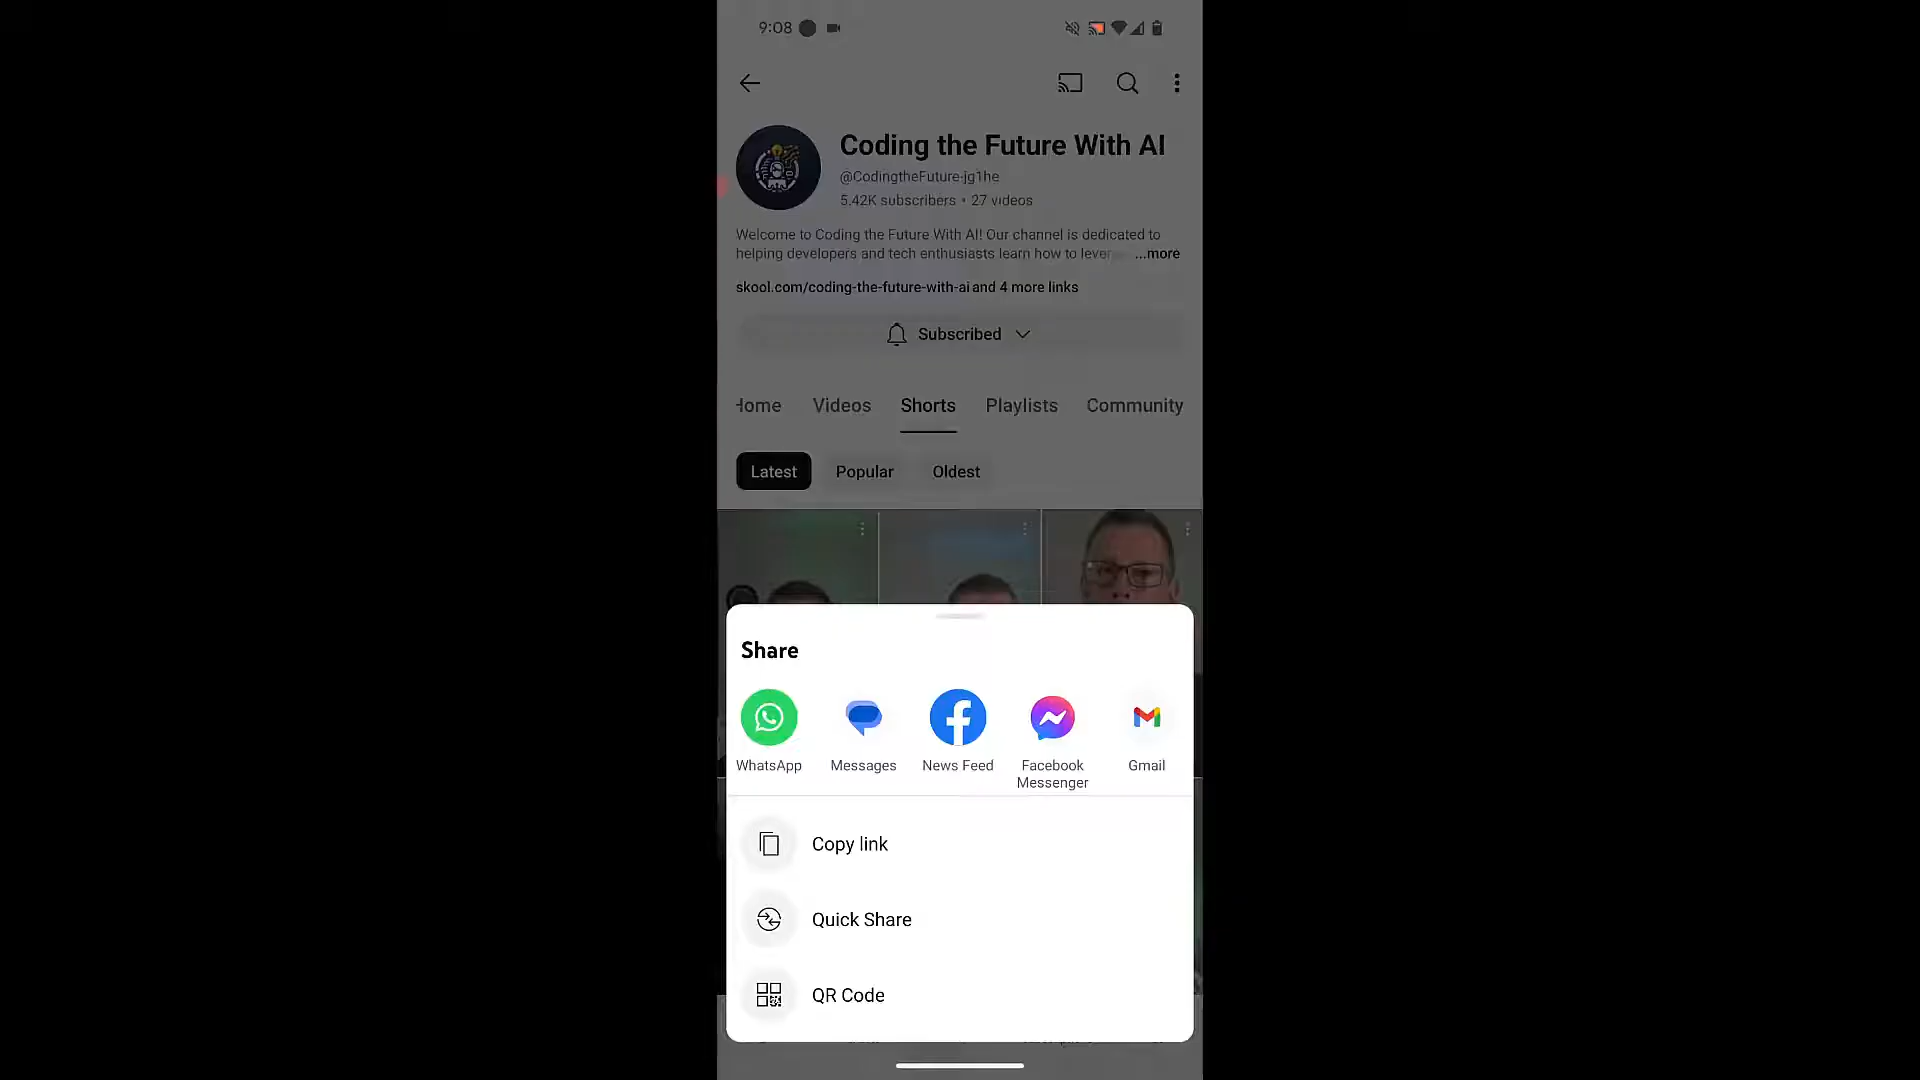 9:08
Coding the Future With AI
@CodingtheFuture-jg1he
5.42K subscribers • 27 videos
Welcome to Coding the Future With AI! Our channel is dedicated to
helping developers and tech enthusiasts learn how to lever ...more
skool.com/coding-the-future-with-ai and 4 more links
Subscribed
Home Videos Shorts Playlists Community
Latest Popular Oldest
Share
WhatsApp Messages News Feed Facebook Messenger Gmail
Copy link
Quick Share
QR Code